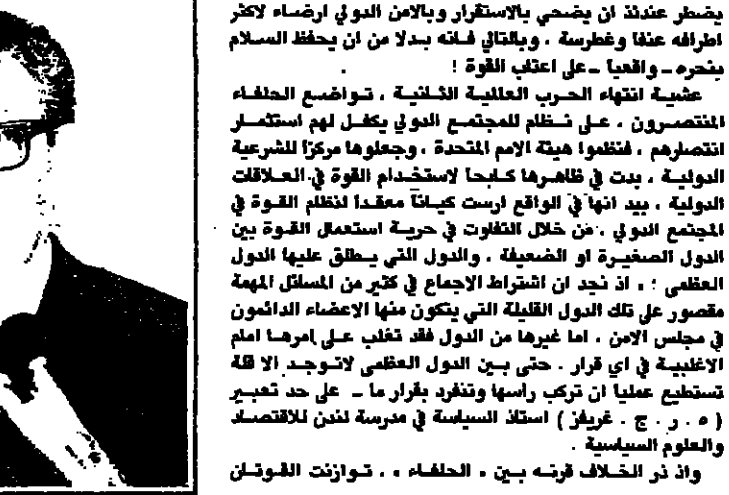 يضطر عندئذ ان يضحي بالاستقرار وبالامن الدولي ارضاء لاكثر
اطرافه عنفا وغطرسة ، وبالتالي فانه بدلا من ان يحفظ السلام
ينحره ـ واقعيا ـ على اعتاب القوة !
عشية انتهاء الحرب العالمية الثانية ، تواضع الحلفاء
المنتصرون ، على نظام للمجتمع الدولي يكفل لهم استثمار
انتصارهم ، فنظموا هيئة الامم المتحدة ، وجعلوها مركزا للشرعية
الدولية ، بدت في ظاهرها كابحا لاستخدام القوة في العلاقات
الدولية ، بيد انها في الواقع ارست كيانا معقدا لنظام القوة في
المجتمع الدولي ، من خلال التفاوت في حرية استعمال القوة بين
الدول الصغيرة او الضعيفة ، والدول التي يطلق عليها الدول
العظمى ؛ ، اذ نجد ان اشتراط الاجماع في كثير من المسائل المهمة
مقصور على تلك الدول القليلة التي يتكون منها الاعضاء الدائمون
في مجلس الامن ، اما غيرها من الدول فقد تغلب على امرها امام
الاغلبية في اي قرار . حتى بين الدول العظمى لاتوجد الا قلة
تستطيع عمليا ان تركب راسها وتنفرد بقرار ما ـ على حد تعبير
( ه . ر . ج . غريفز ) استاذ السياسة في مدرسة لندن للاقتصاد
والعلوم السياسية .
واذ ذر الخلاف قرنه بين « الحلفاء » ، توازنت القوتان